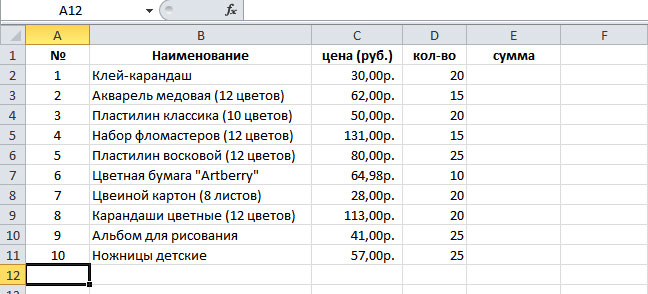 A12 fx
A B C D E F
1 № Наименование цена (руб.) кол-во сумма
2 1 Клей-карандаш 30,00р. 20
3 2 Акварель медовая (12 цветов) 62,00р. 15
4 3 Пластилин классика (10 цветов) 50,00р. 20
5 4 Набор фломастеров (12 цветов) 131,00р. 15
6 5 Пластилин восковой (12 цветов) 80,00р. 25
7 6 Цветная бумага "Artberry" 64,98р. 10
8 7 Цвеиной картон (8 листов) 28,00р. 20
9 8 Карандаши цветные (12 цветов) 113,00р. 20
10 9 Альбом для рисования 41,00р. 25
11 10 Ножницы детские 57,00р. 25
12